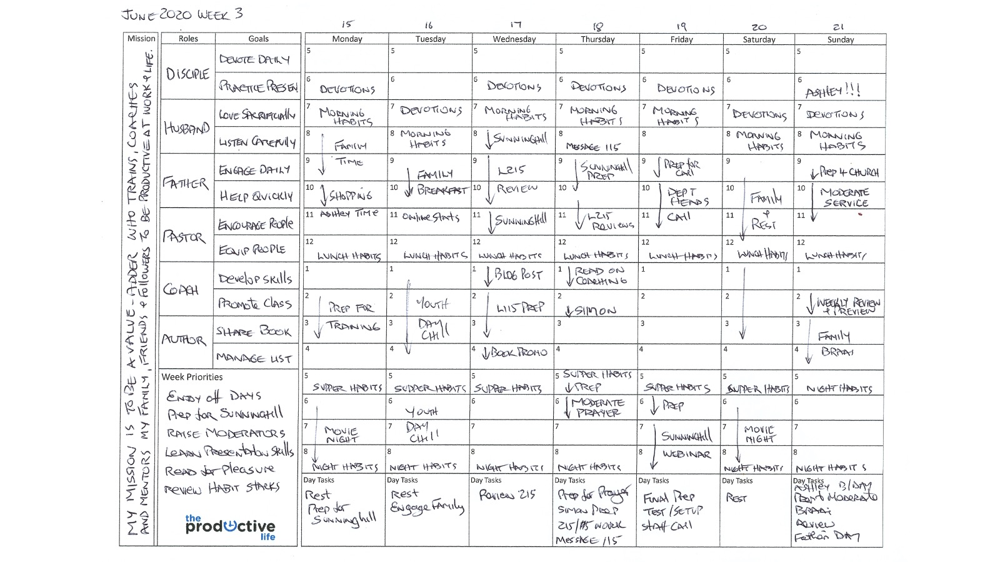 JUNE 2020 WEEK 3
15 16 17 18 19 20 21
Mission Roles Goals Monday Tuesday Wednesday Thursday Friday Saturday Sunday
MY MISSION IS TO BE A VALUE-ADDER WHO TRAINS, COACHES
AND MENTORS MY FAMILY, FRIENDS & FOLLOWERS TO BE PRODUCTIVE AT WORK & LIFE.
DISCIPLE
DEVOTE DAILY
PRACTICE PRESEN
HUSBAND
LOVE SACRIFICIALLY
LISTEN CAREFULLY
FATHER
ENGAGE DAILY
HELP QUICKLY
PASTOR
ENCOURAGE PEOPLE
EQUIP PEOPLE
COACH
DEVELOP SKILLS
PROMOTE CLASS
AUTHOR
SHARE BOOK
MANAGE LIST
Week Priorities
ENJOY OFF DAYS
PREP FOR SUNNINGHILL
RAISE MODERATORS
LEARN PRESENTATION SKILLS
READ FOR PLEASURE
REVIEW HABIT STACKS
the
productive
life
5
6 DEVOTIONS
7 MORNING
HABITS
8 FAMILY
9 TIME
10 SHOPPING
11 ASHLEY TIME
12
LUNCH HABITS
1
2 PREP FOR
3 TRAINING
4
5
SUPPER HABITS
6
7 MOVIE
NIGHT
8
NIGHT HABITS
Day Tasks
REST
PREP FOR
SUNNINGHILL
5
6
7 DEVOTIONS
8 MORNING
HABITS
9 FAMILY
10 BREAKFAST
11 ONLINE STATS
12
LUNCH HABITS
1
2 YOUTH
3 DAY
CHILL
4
5
SUPPER HABITS
6 YOUTH
7 DAY
CHILL
8
NIGHT HABITS
Day Tasks
REST
ENGAGE FAMILY
5
6 DEVOTIONS
7 MORNING
HABITS
8 SUNNINGHILL
9 L215
10 REVIEW
11 SUNNINGHILL
12
LUNCH HABITS
1 BLOG POST
2 L115 PREP
3
4 BOOK PROMO
5
SUPPER HABITS
6
7
8
NIGHT HABITS
Day Tasks
REVIEW 215
5
6 DEVOTIONS
7 MORNING
HABITS
8
MESSAGE 115
9 SUNNINGHILL
PREP
10
11 L215
REVIEWS
12
LUNCH HABITS
1 READ ON
COACHING
2
SIMON
3
4
5 SUPPER HABITS
PREP
6 MODERATE
PRAYER
7
8
NIGHT HABITS
Day Tasks
PREP FOR PRAYER
SIMON PREP
215/115 WORK
MESSAGE 115
5
6 DEVOTIONS
7 MORNING
HABITS
8
9 PREP FOR
CALL
10 DEPT
HEADS
11 CALL
12
LUNCH HABITS
1
2
3
4
5
SUPPER HABITS
6 PREP
7 SUNNINGHILL
8 WEBINAR
Day Tasks
FINAL PREP
TEST/SETUP
STAFF CALL
5
6
7 DEVOTIONS
8 MORNING
HABITS
9
10 FAMILY
11 &
REST
12
LUNCH HABITS
1
2
3
4
5
SUPPER HABITS
6
7 MOVIE
NIGHT
8
NIGHT HABITS
Day Tasks
REST
5
6
ASHLEY!!!
7 DEVOTIONS
8 MORNING
HABITS
9
PREP 4 CHURCH
10 MODERATE
SERVICE
11
12
LUNCH HABITS
1
2 WEEKLY REVIEW
& PREVIEW
3
FAMILY
4 BRAAI
5
NIGHT HABITS
6
7
8
NIGHT HABITS
Day Tasks
ASHLEY B/DAY
MODERATE
BRAAI
REVIEW
FATHER DAY